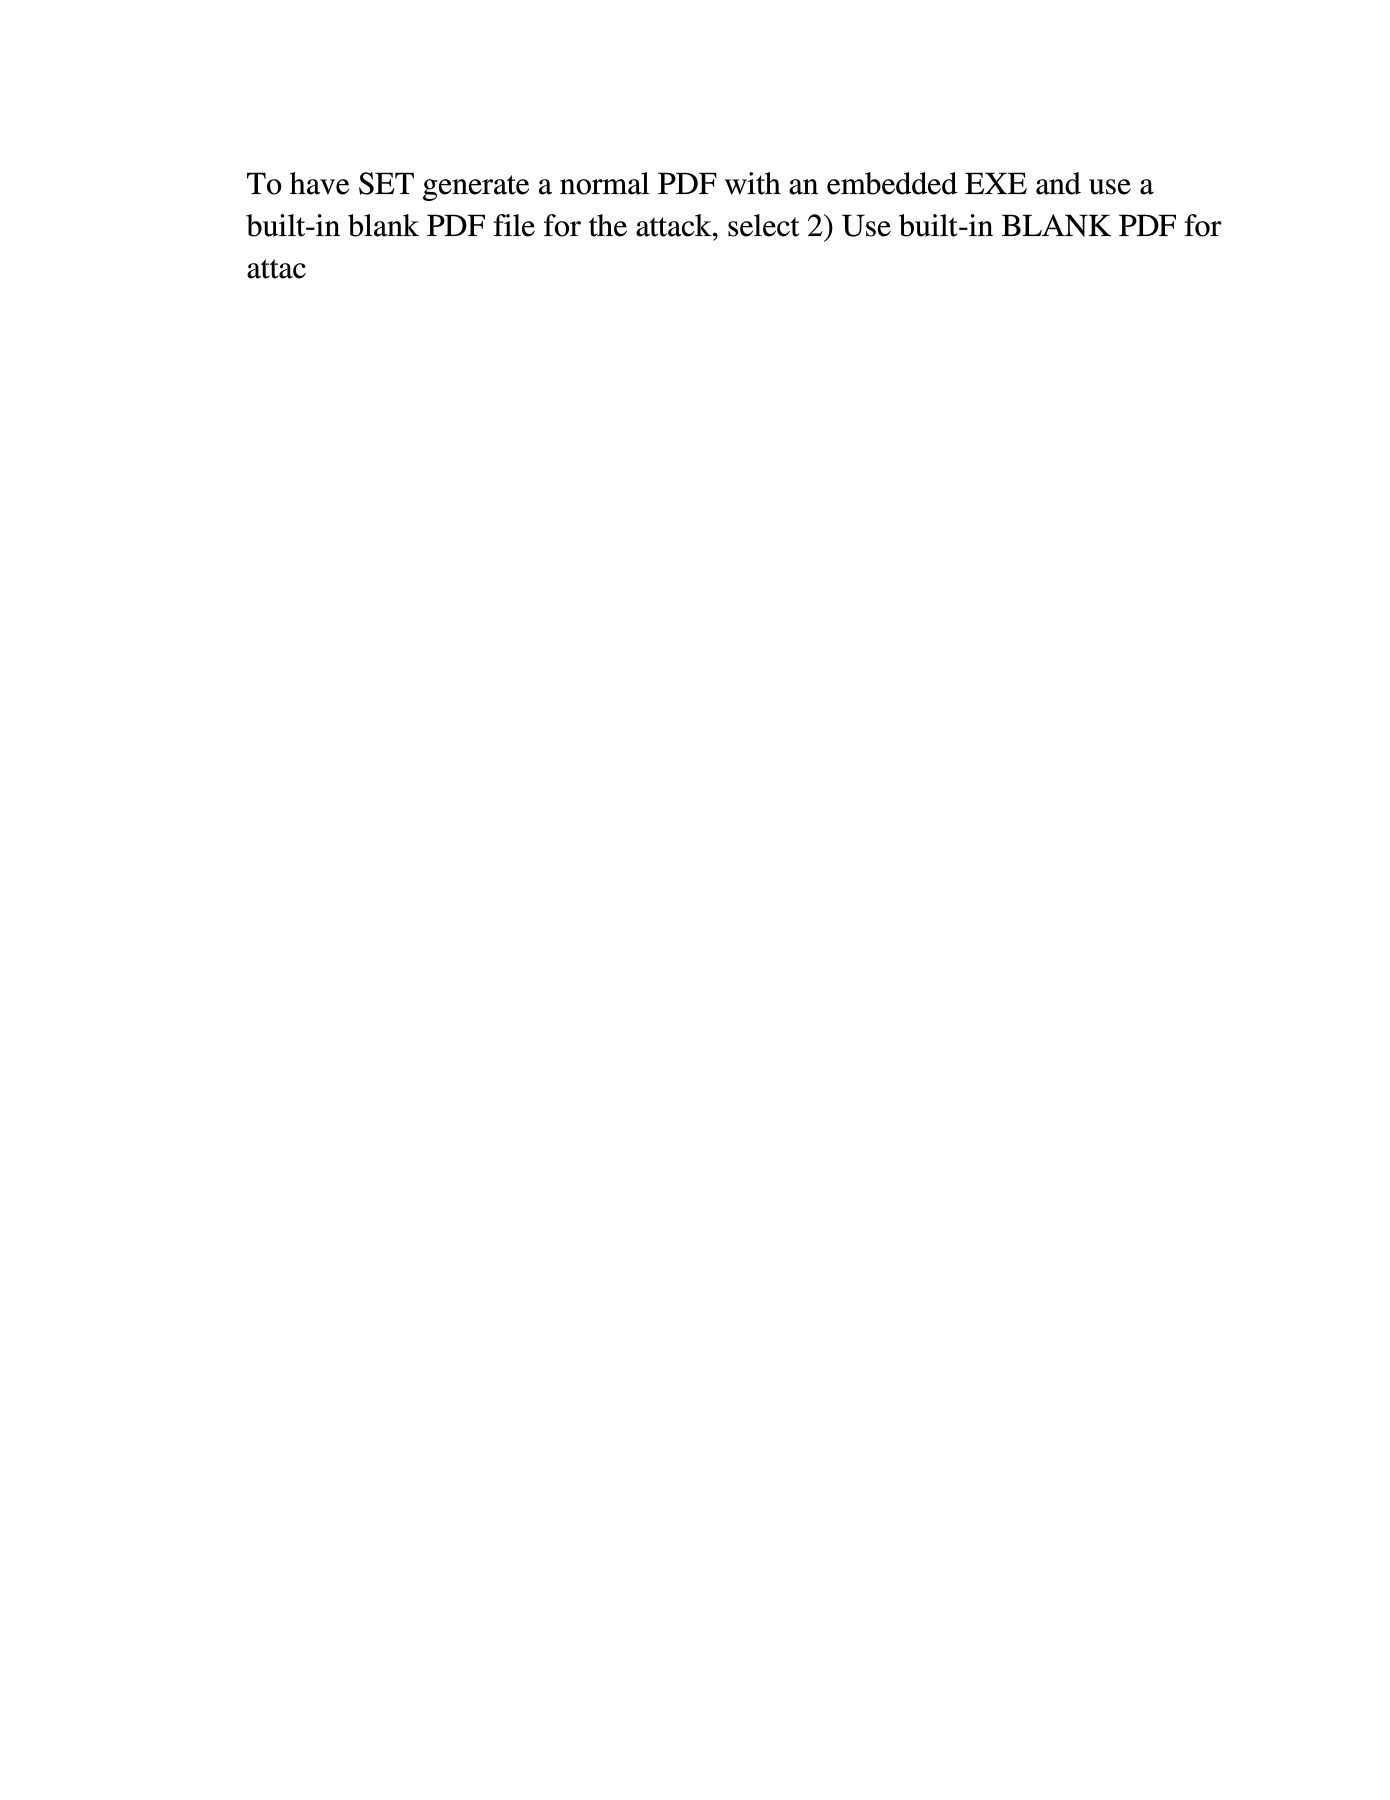 To have SET generate a normal PDF with an embedded EXE and use a
built-in blank PDF file for the attack, select 2) Use built-in BLANK PDF for
attac